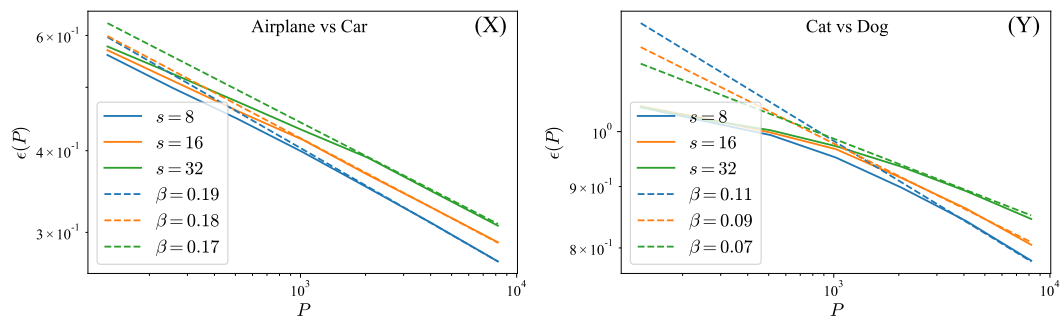 Airplane vs Car
(X)
6 × 10⁻¹
4 × 10⁻¹
3 × 10⁻¹
ϵ(P)
s = 8
s = 16
s = 32
β = 0.19
β = 0.18
β = 0.17
10³
10⁴
P
Cat vs Dog
(Y)
10⁰
9 × 10⁻¹
8 × 10⁻¹
ϵ(P)
s = 8
s = 16
s = 32
β = 0.11
β = 0.09
β = 0.07
10³
10⁴
P